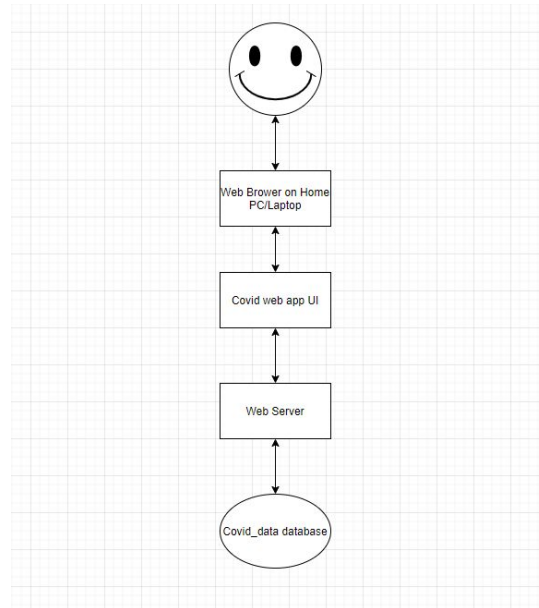 Web Brower on Home
PC/Laptop
Covid web app UI
Web Server
Covid_data database